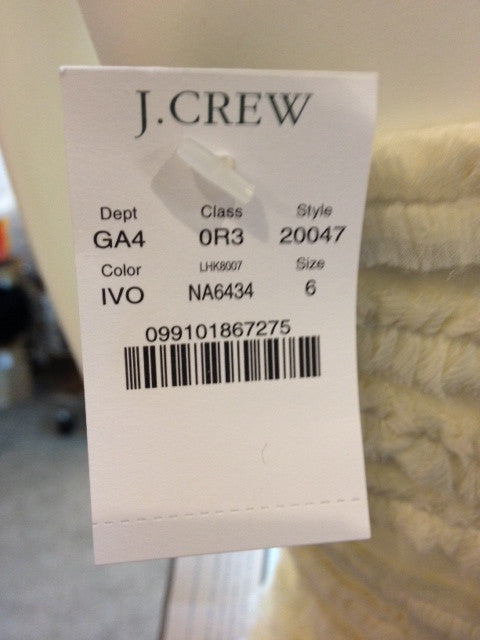 J.CREW
Dept Class Style
GA4 0R3 20047
Color LHK8007 Size
IVO NA6434 6
099101867275